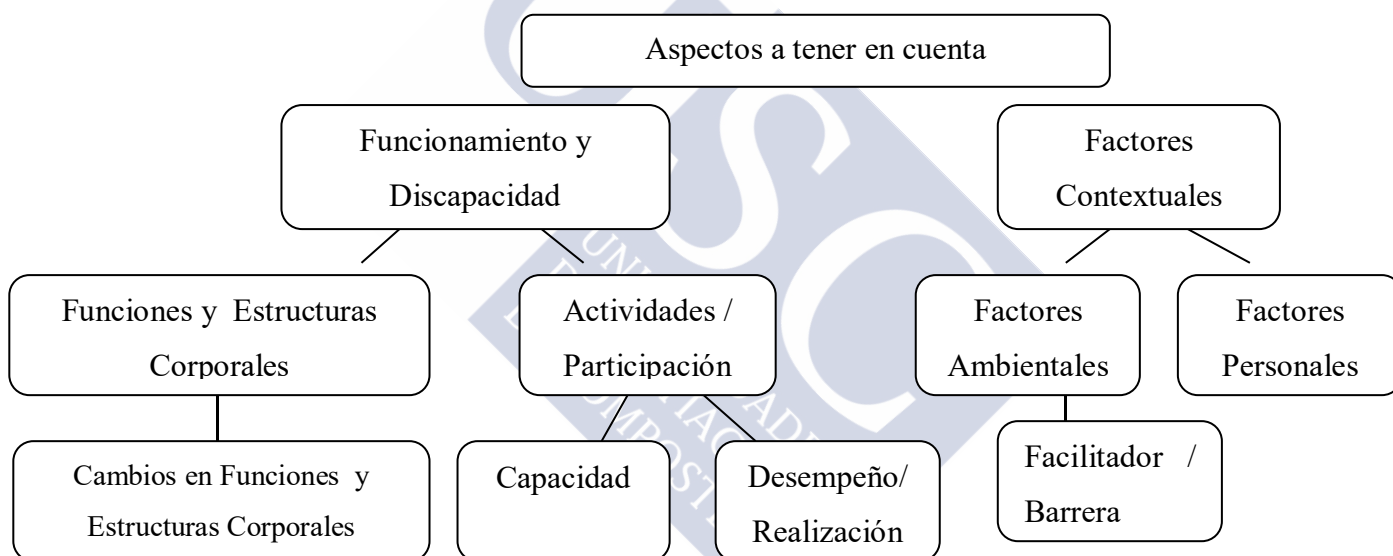 Aspectos a tener en cuenta
Funcionamiento y
Discapacidad
Factores
Contextuales
Funciones y Estructuras
Corporales
Actividades /
Participación
Factores
Ambientales
Factores
Personales
Cambios en Funciones y
Estructuras Corporales
Capacidad
Desempeño/
Realización
Facilitador /
Barrera